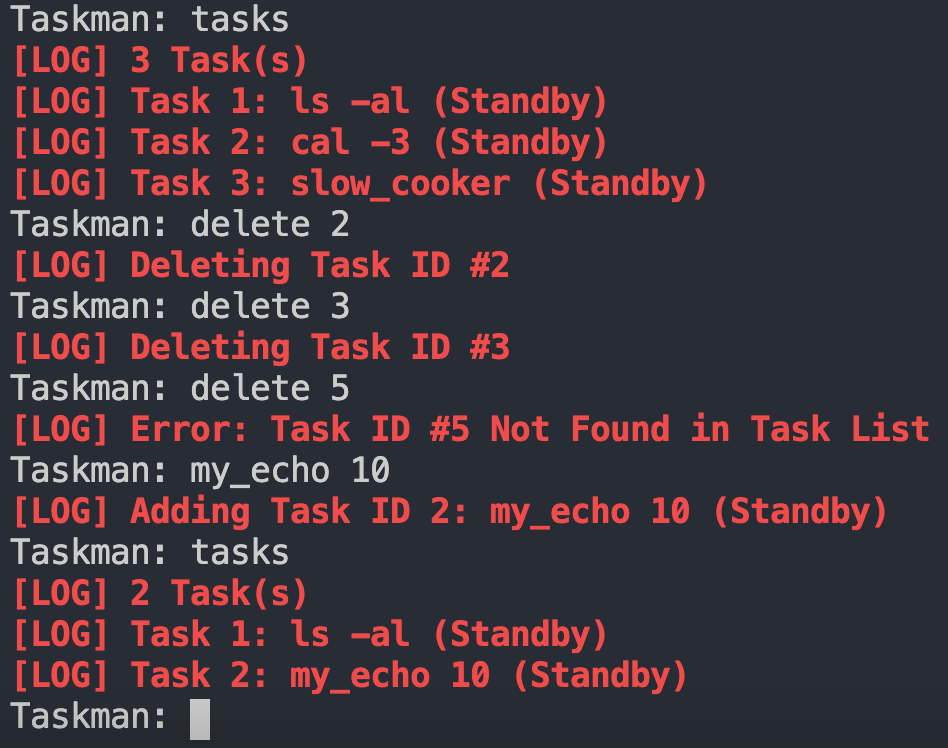 Taskman: tasks
[LOG] 3 Task(s)
[LOG] Task 1: ls -al (Standby)
[LOG] Task 2: cal -3 (Standby)
[LOG] Task 3: slow_cooker (Standby)
Taskman: delete 2
[LOG] Deleting Task ID #2
Taskman: delete 3
[LOG] Deleting Task ID #3
Taskman: delete 5
[LOG] Error: Task ID #5 Not Found in Task List
Taskman: my_echo 10
[LOG] Adding Task ID 2: my_echo 10 (Standby)
Taskman: tasks
[LOG] 2 Task(s)
[LOG] Task 1: ls -al (Standby)
[LOG] Task 2: my_echo 10 (Standby)
Taskman: